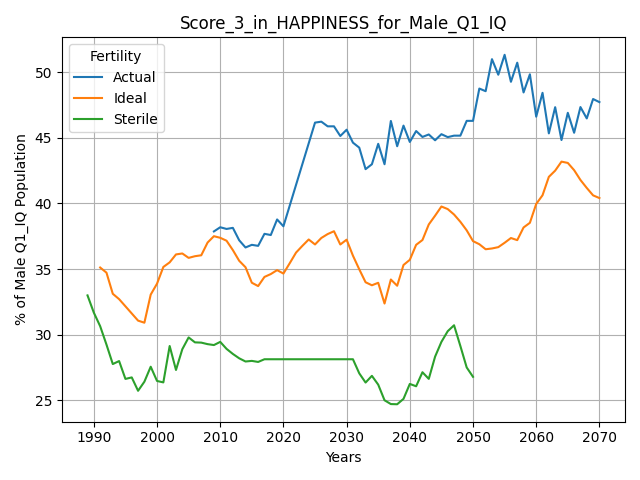 Score_3_in_HAPPINESS_for_Male_Q1_IQ
Fertility
Actual
Ideal
Sterile
% of Male Q1_IQ Population
50
45
40
35
30
25
1990 2000 2010 2020 2030 2040 2050 2060 2070
Years